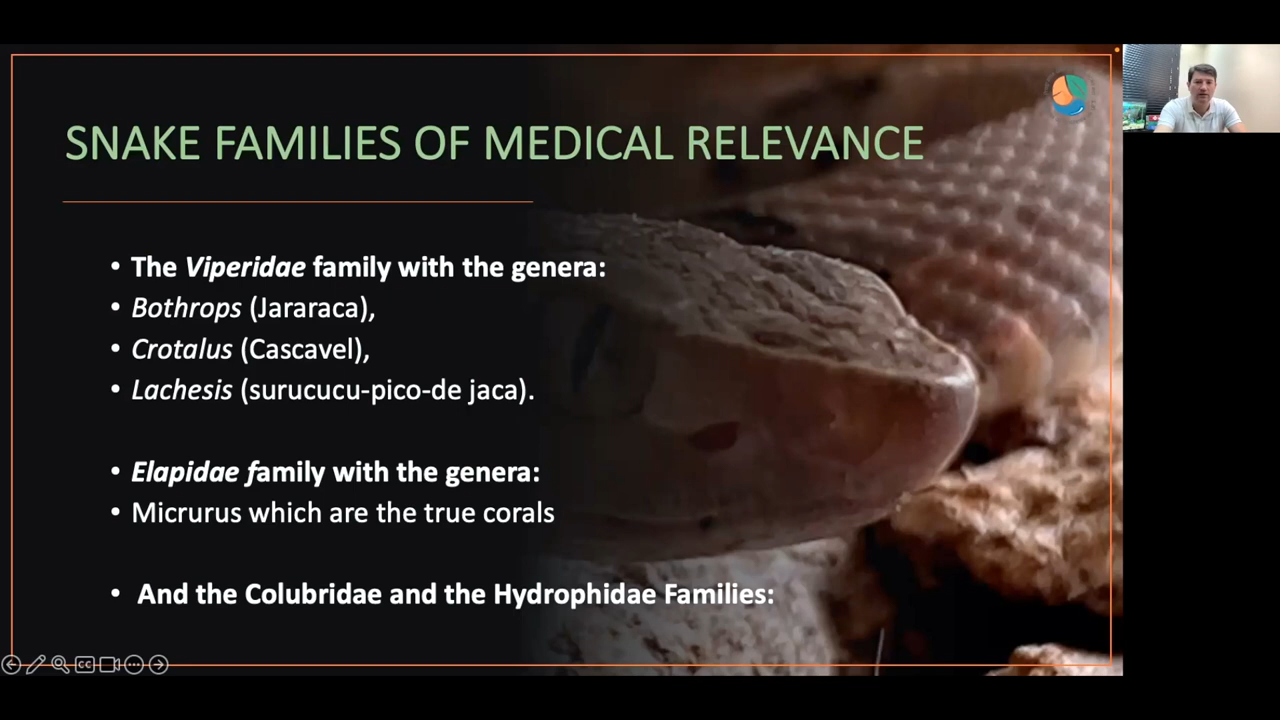 SNAKE FAMILIES OF MEDICAL RELEVANCE
• The Viperidae family with the genera:
• Bothrops (Jararaca),
• Crotalus (Cascavel),
• Lachesis (surucucu-pico-de jaca).
• Elapidae family with the genera:
• Micrurus which are the true corals
• And the Colubridae and the Hydrophidae Families:
CC